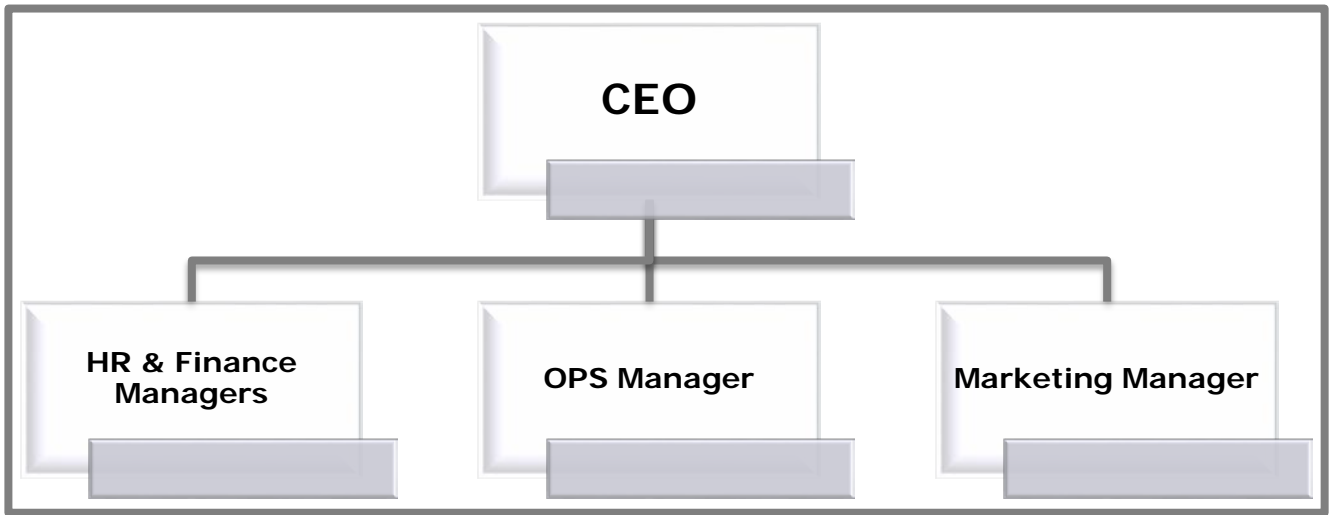 CEO
HR & Finance
Managers
OPS Manager
Marketing Manager